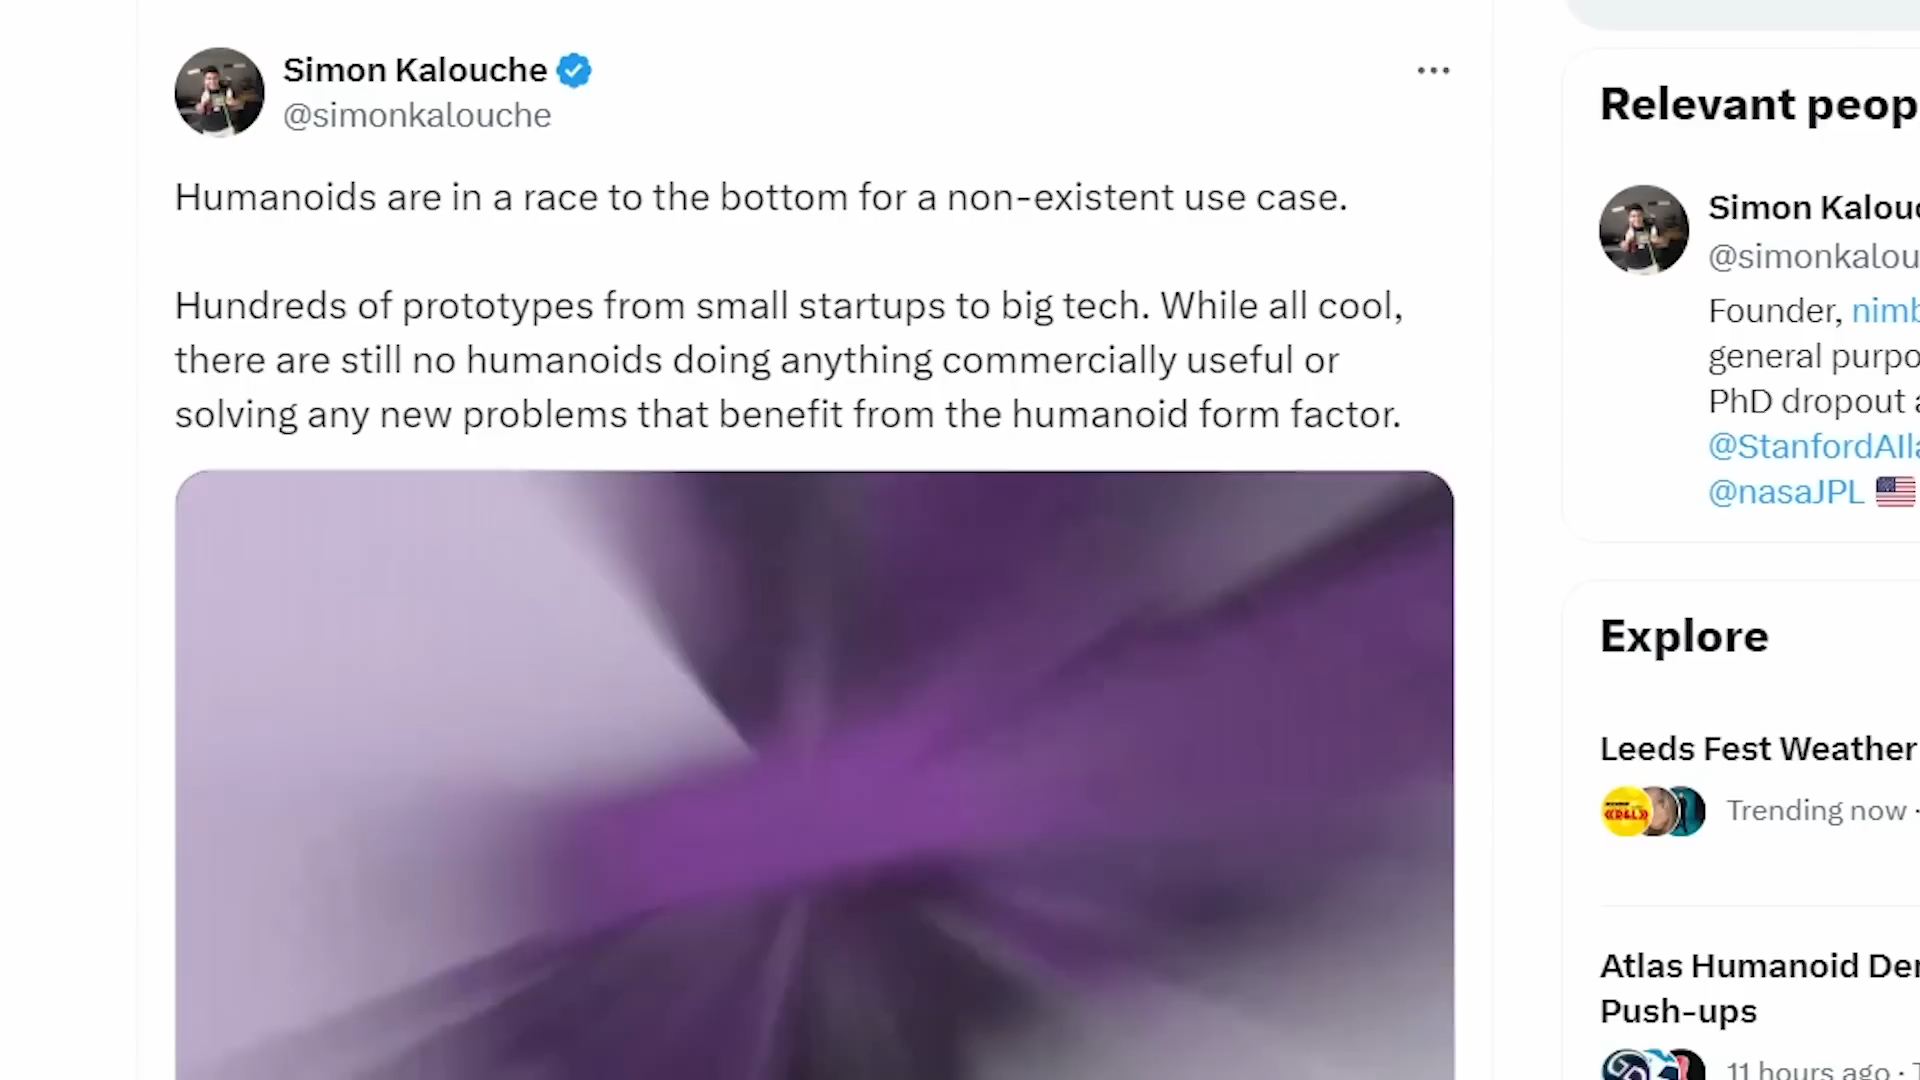 Simon Kalouche
@simonkalouche
Humanoids are in a race to the bottom for a non-existent use case.
Hundreds of prototypes from small startups to big tech. While all cool,
there are still no humanoids doing anything commercially useful or
solving any new problems that benefit from the humanoid form factor.
Relevant peop
Simon Kalouc
@simonkalou
Founder, nimb
general purpo
PhD dropout a
@StanfordAIla
@nasaJPL
Explore
Leeds Fest Weather
Trending now ·
Atlas Humanoid De
Push-ups
11 hours ago ·